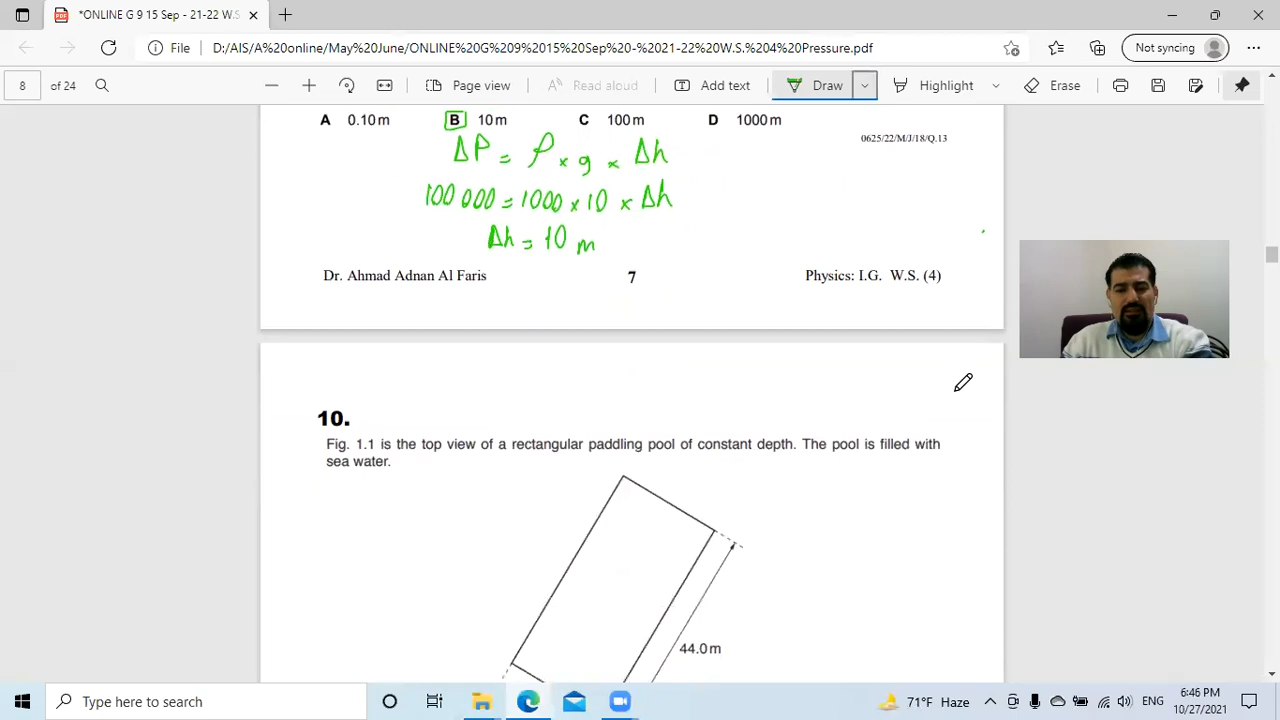 *ONLINE G 9 15 Sep - 21-22 W.S.
File D:/AIS/A%20online/May June/ONLINE%20G%209%2015%20Sep%20-%2021-22%20W.S.%204%20Pressure.pdf Not syncing
8 of 24 Page view Read aloud Add text Draw Highlight Erase
A 0.10 m B 10 m C 100 m D 1000 m
0625/22/M/J/18/Q.13
ΔP = ρ × g × Δh
100 000 = 1000 × 10 × Δh
Δh = 10 m
Dr. Ahmad Adnan Al Faris 7 Physics: I.G. W.S. (4)
10.
Fig. 1.1 is the top view of a rectangular paddling pool of constant depth. The pool is filled with
sea water.
44.0 m
Type here to search
71°F Haze ENG 6:46 PM
10/27/2021